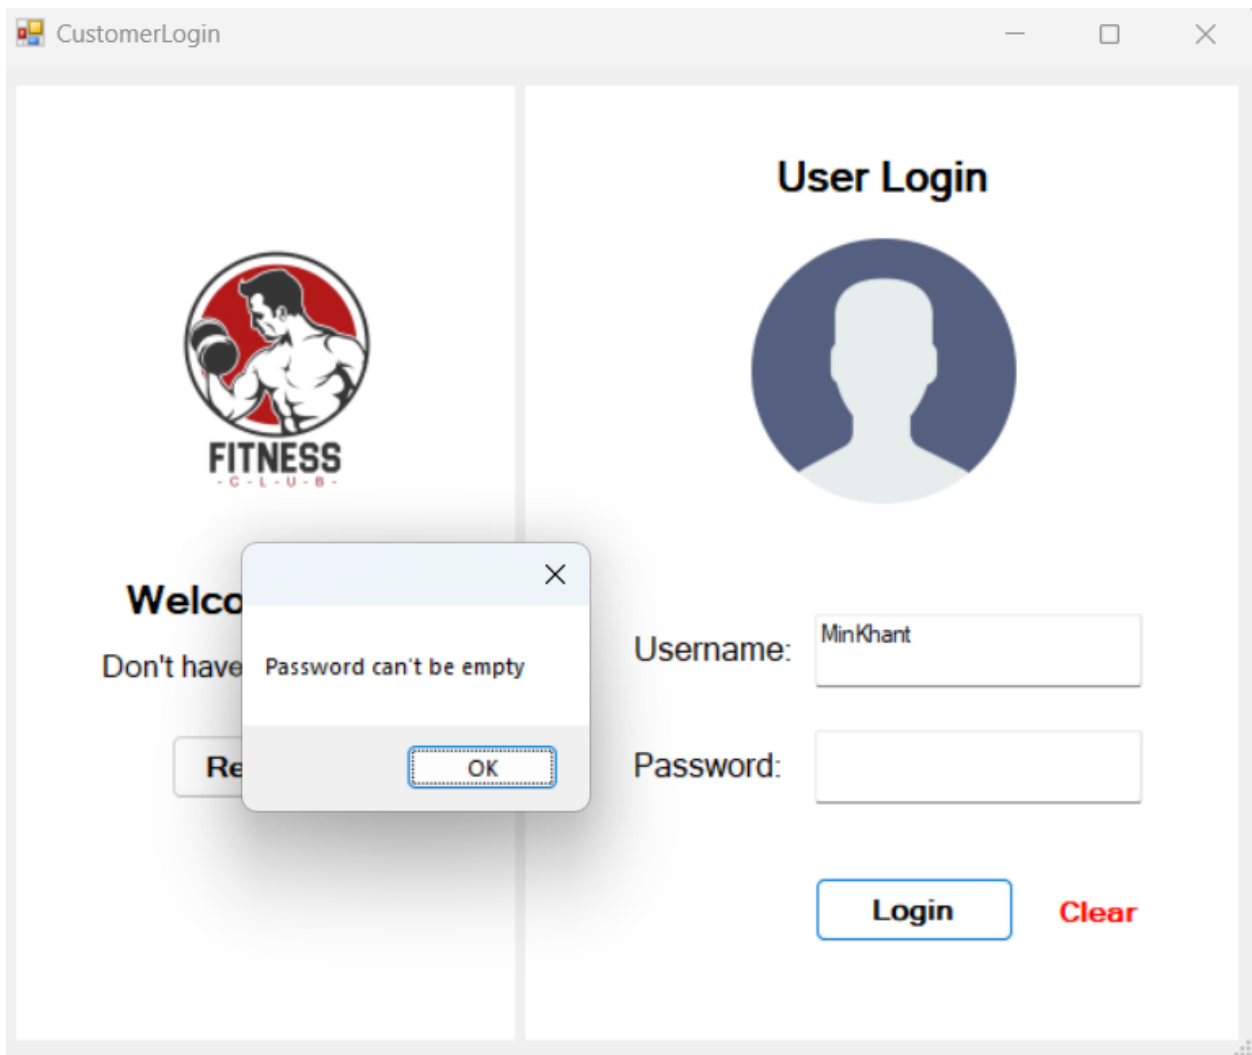 CustomerLogin
FITNESS
-C-L-U-B-
Welco
Don't have
Re
Password can't be empty
OK
User Login
Username:
MinKhant
Password:
Login
Clear